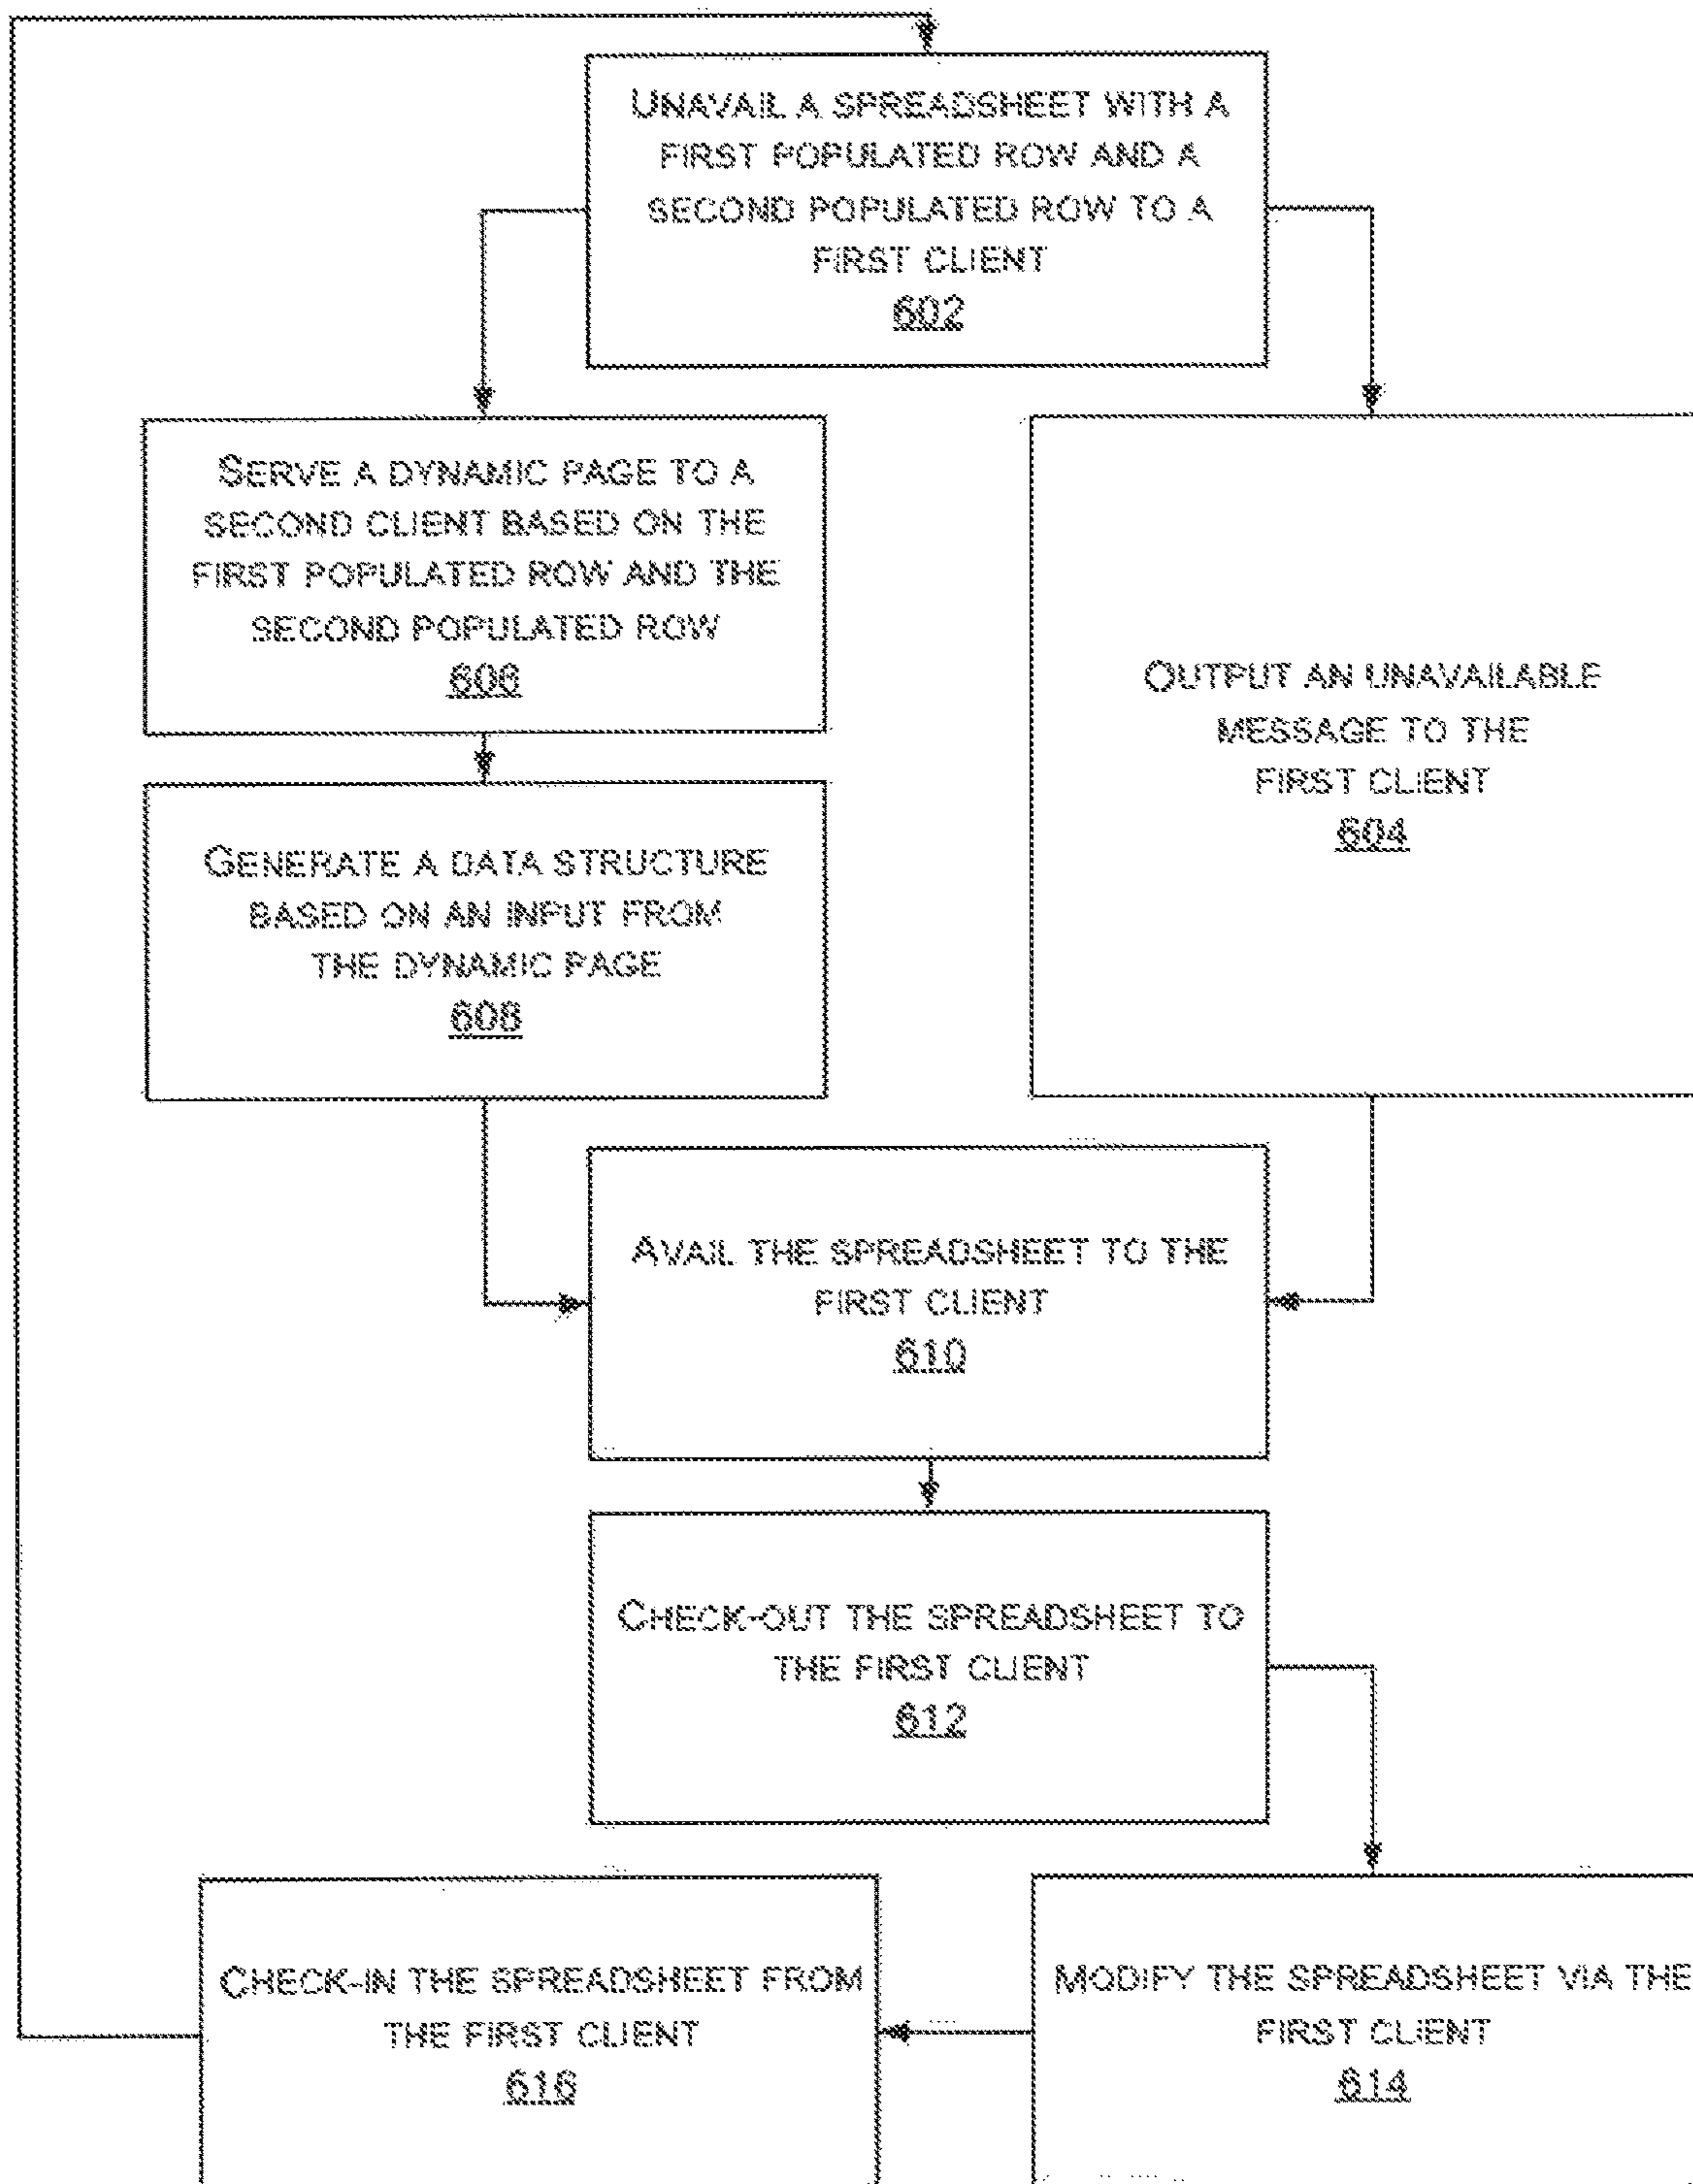 UNAVAIL A SPREADSHEET WITH A
FIRST POPULATED ROW AND A
SECOND POPULATED ROW TO A
FIRST CLIENT
602
SERVE A DYNAMIC PAGE TO A
SECOND CLIENT BASED ON THE
FIRST POPULATED ROW AND THE
SECOND POPULATED ROW
606
OUTPUT AN UNAVAILABLE
MESSAGE TO THE
FIRST CLIENT
604
GENERATE A DATA STRUCTURE
BASED ON AN INPUT FROM
THE DYNAMIC PAGE
608
AVAIL THE SPREADSHEET TO THE
FIRST CLIENT
610
CHECK-OUT THE SPREADSHEET TO
THE FIRST CLIENT
612
CHECK-IN THE SPREADSHEET FROM
THE FIRST CLIENT
616
MODIFY THE SPREADSHEET VIA THE
FIRST CLIENT
614